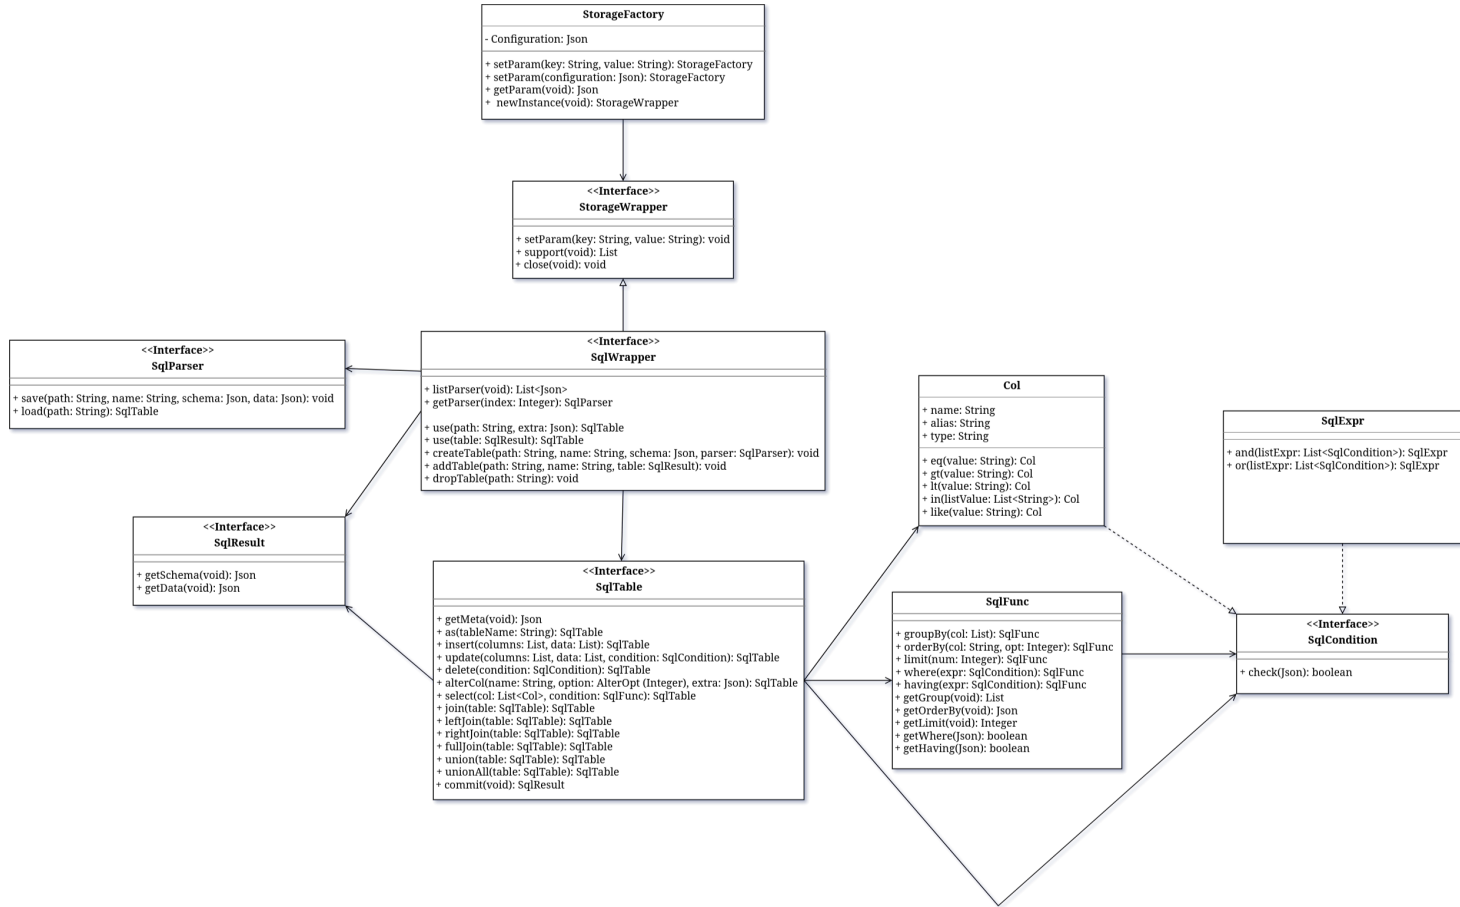 StorageFactory
- Configuration: Json
+ setParam(key: String, value: String): StorageFactory
+ setParam(configuration: Json): StorageFactory
+ getParam(void): Json
+ newInstance(void): StorageWrapper
<<Interface>>
StorageWrapper
+ setParam(key: String, value: String): void
+ support(void): List
+ close(void): void
<<Interface>>
SqlParser
+ save(path: String, name: String, schema: Json, data: Json): void
+ load(path: String): SqlTable
<<Interface>>
SqlWrapper
+ listParser(void): List<Json>
+ getParser(index: Integer): SqlParser
+ use(path: String, extra: Json): SqlTable
+ use(table: SqlResult): SqlTable
+ createTable(path: String, name: String, schema: Json, parser: SqlParser): void
+ addTable(path: String, name: String, table: SqlResult): void
+ dropTable(path: String): void
Col
+ name: String
+ alias: String
+ type: String
+ eq(value: String): Col
+ gt(value: String): Col
+ lt(value: String): Col
+ in(listValue: List<String>): Col
+ like(value: String): Col
SqlExpr
+ and(listExpr: List<SqlCondition>): SqlExpr
+ or(listExpr: List<SqlCondition>): SqlExpr
<<Interface>>
SqlResult
+ getSchema(void): Json
+ getData(void): Json
<<Interface>>
SqlTable
+ getMeta(void): Json
+ as(tableName: String): SqlTable
+ insert(columns: List, data: List): SqlTable
+ update(columns: List, data: List, condition: SqlCondition): SqlTable
+ delete(condition: SqlCondition): SqlTable
+ alterCol(name: String, option: AlterOpt (Integer), extra: Json): SqlTable
+ select(col: List<Col>, condition: SqlFunc): SqlTable
+ join(table: SqlTable): SqlTable
+ leftJoin(table: SqlTable): SqlTable
+ rightJoin(table: SqlTable): SqlTable
+ fullJoin(table: SqlTable): SqlTable
+ union(table: SqlTable): SqlTable
+ unionAll(table: SqlTable): SqlTable
+ commit(void): SqlResult
SqlFunc
+ groupBy(col: List): SqlFunc
+ orderBy(col: String, opt: Integer): SqlFunc
+ limit(num: Integer): SqlFunc
+ where(expr: SqlCondition): SqlFunc
+ having(expr: SqlCondition): SqlFunc
+ getGroup(void): List
+ getOrderBy(void): Json
+ getLimit(void): Integer
+ getWhere(Json): boolean
+ getHaving(Json): boolean
<<Interface>>
SqlCondition
+ check(Json): boolean